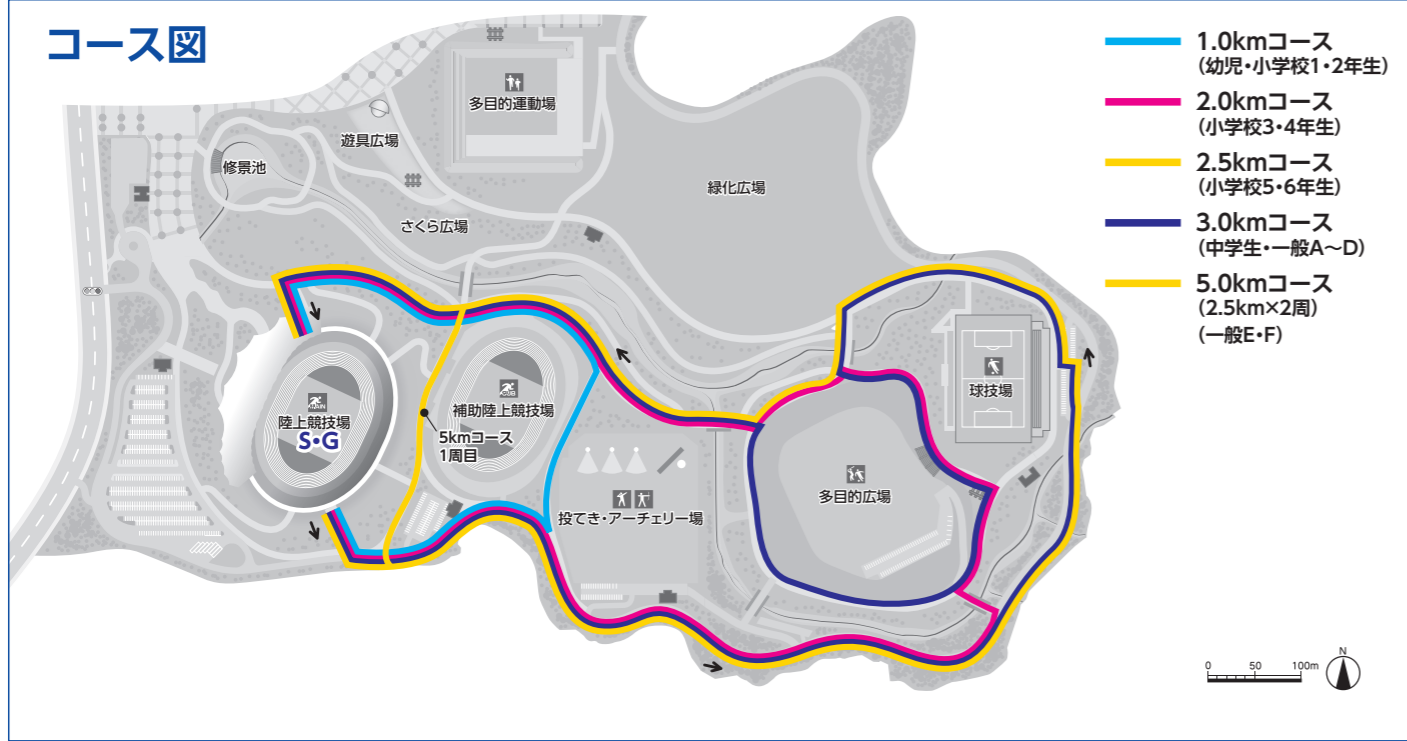 コース図
1.0kmコース
(幼児・小学校1・2年生)
2.0kmコース
(小学校3・4年生)
2.5kmコース
(小学校5・6年生)
3.0kmコース
(中学生・一般A〜D)
5.0kmコース
(2.5km×2周)
(一般E・F)
多目的運動場
遊具広場
修景池
緑化広場
さくら広場
球技場
MAIN
陸上競技場
S・G
SUB
補助陸上競技場
5kmコース
1周目
多目的広場
投てき・アーチェリー場
0 50 100m
N